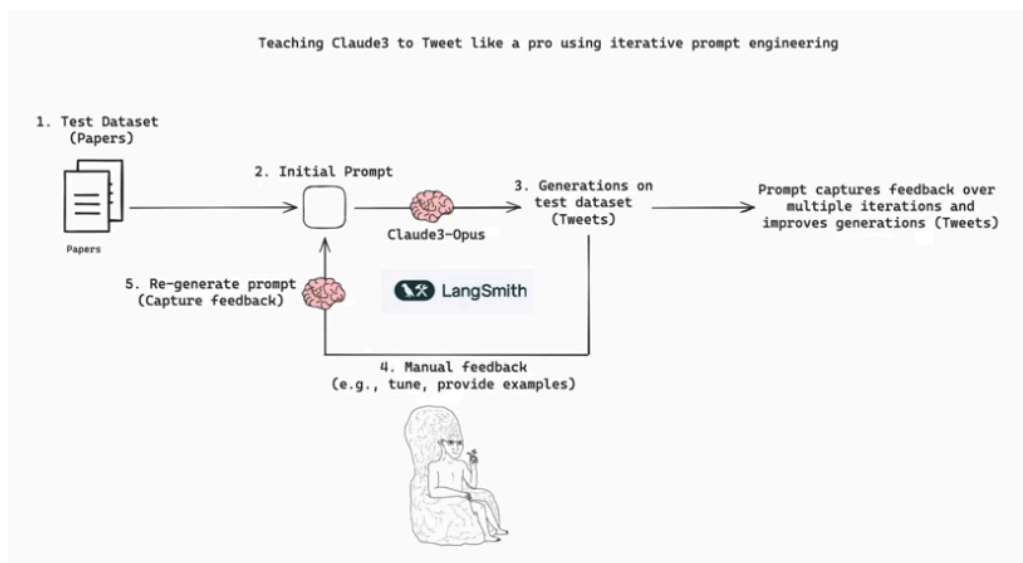 Teaching Claude3 to Tweet like a pro using iterative prompt engineering
1. Test Dataset
(Papers)
Papers
2. Initial Prompt
Claude3-Opus
3. Generations on
test dataset
(Tweets)
Prompt captures feedback over
multiple iterations and
improves generations (Tweets)
5. Re-generate prompt
(Capture feedback)
LangSmith
4. Manual feedback
(e.g., tune, provide examples)